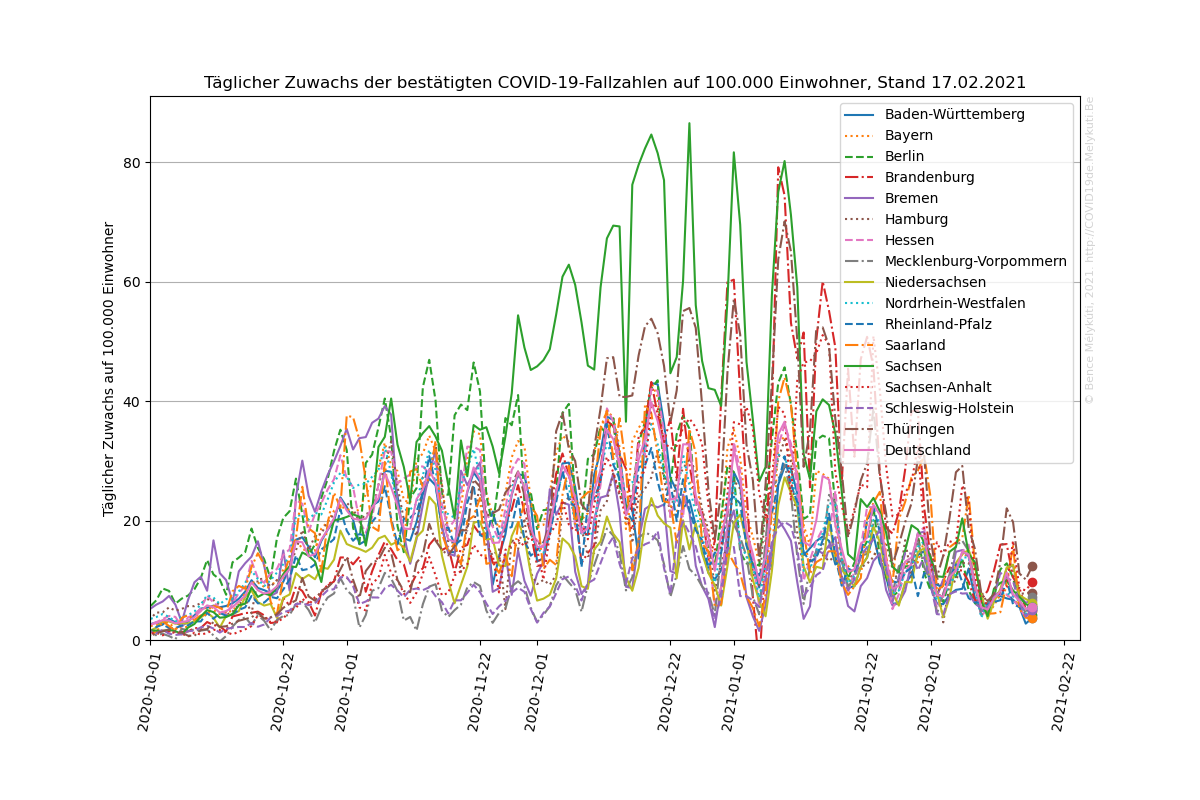 Täglicher Zuwachs der bestätigten COVID-19-Fallzahlen auf 100.000 Einwohner, Stand 17.02.2021
Täglicher Zuwachs auf 100.000 Einwohner
80
60
40
20
0
Baden-Württemberg
Bayern
Berlin
Brandenburg
Bremen
Hamburg
Hessen
Mecklenburg-Vorpommern
Niedersachsen
Nordrhein-Westfalen
Rheinland-Pfalz
Saarland
Sachsen
Sachsen-Anhalt
Schleswig-Holstein
Thüringen
Deutschland
© Bence Mélykúti, 2021. http://COVID19de.Melykuti.Be
2020-10-01
2020-10-22
2020-11-01
2020-11-22
2020-12-01
2020-12-22
2021-01-01
2021-01-22
2021-02-01
2021-02-22